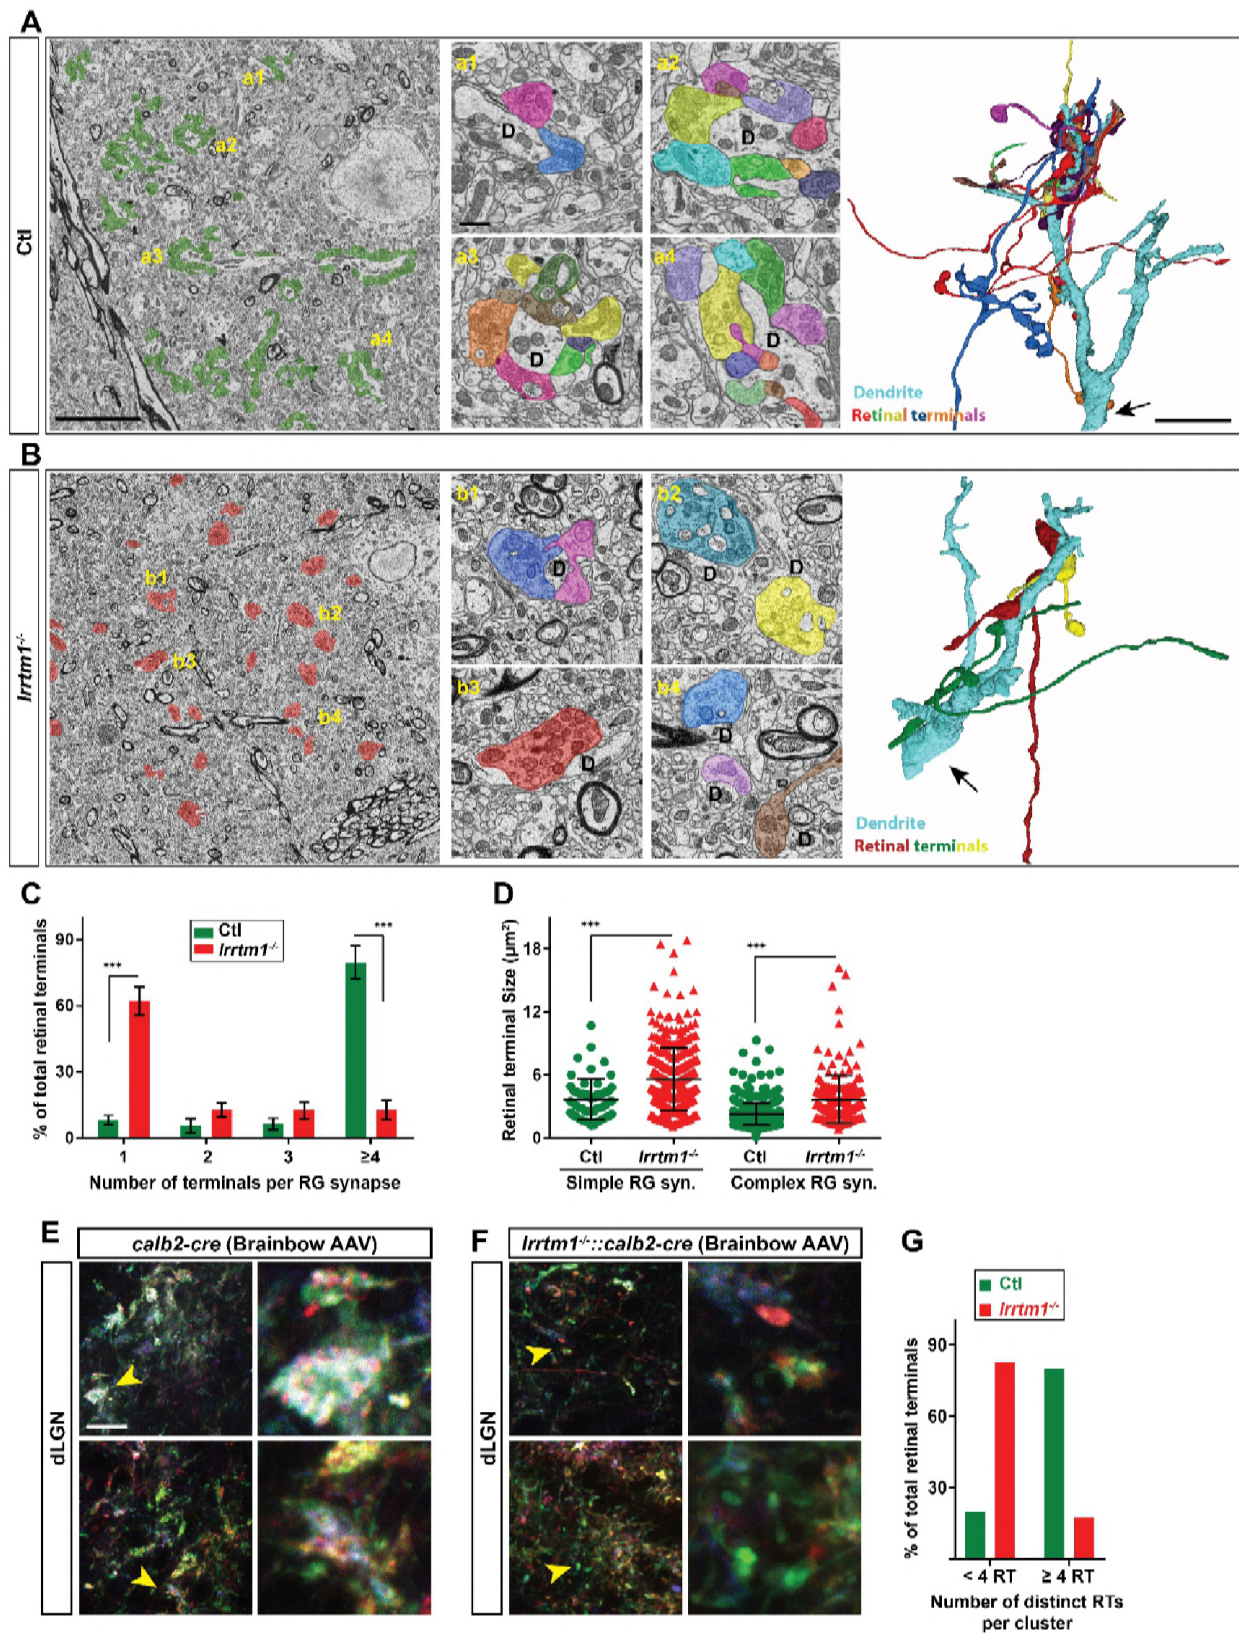 A
Ctl
a1
a2
a3
a4
a1
D
a2
D
a3
D
a4
D
Dendrite
Retinal terminals
B
lrrtm1-/-
b1
b2
b3
b4
b1
D
b2
D
D
b3
D
b4
D
D
D
Dendrite
Retinal terminals
C
% of total retinal terminals
90
60
30
0
Ctl
lrrtm1-/-
***
***
1
2
3
≥4
Number of terminals per RG synapse
D
Retinal terminal Size (μm²)
18
12
6
0
***
***
Ctl
lrrtm1-/-
Ctl
lrrtm1-/-
Simple RG syn.
Complex RG syn.
E
calb2-cre (Brainbow AAV)
dLGN
F
lrrtm1-/-::calb2-cre (Brainbow AAV)
dLGN
G
Ctl
lrrtm1-/-
% of total retinal terminals
90
60
30
< 4 RT
≥ 4 RT
Number of distinct RTs
per cluster